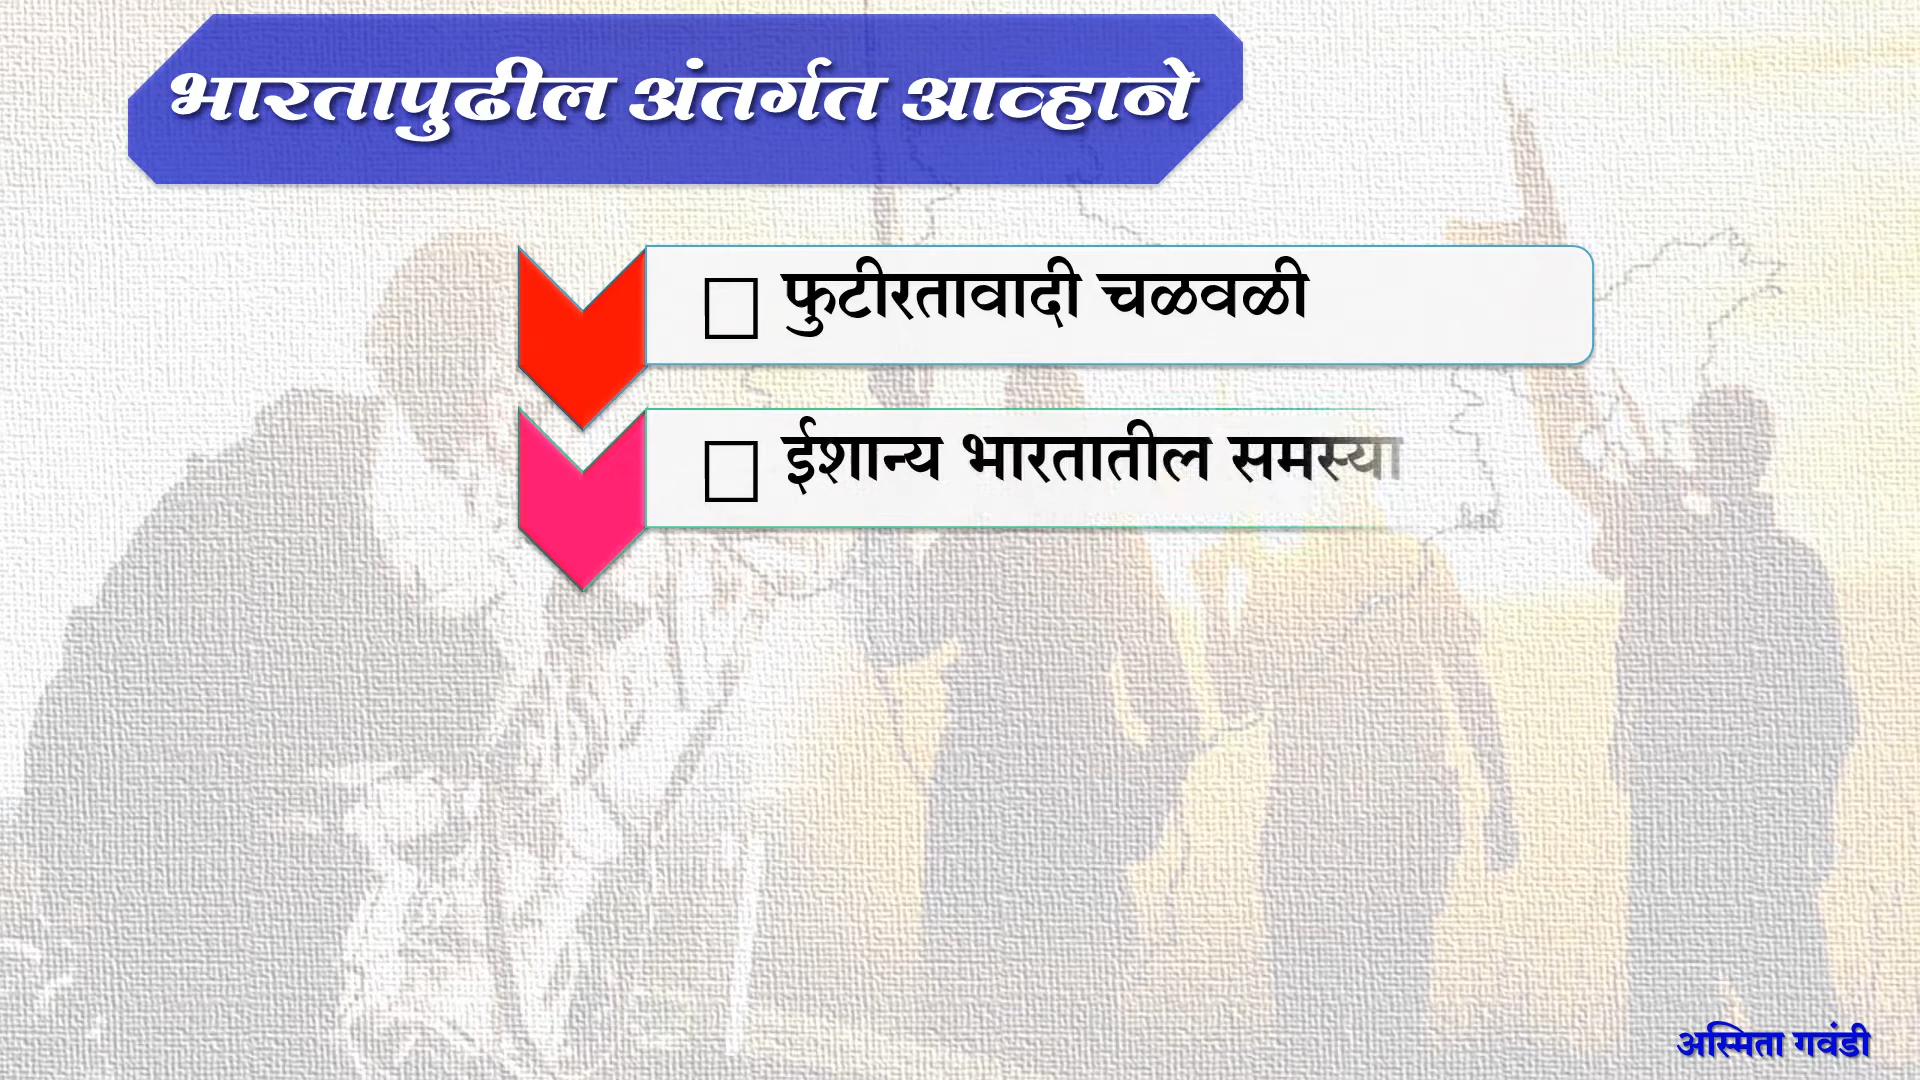 भारतापुढील अंतर्गत आव्हाने
फुटीरतावादी चळवळी
ईशान्य भारतातील समस्या
अस्मिता गवंडी